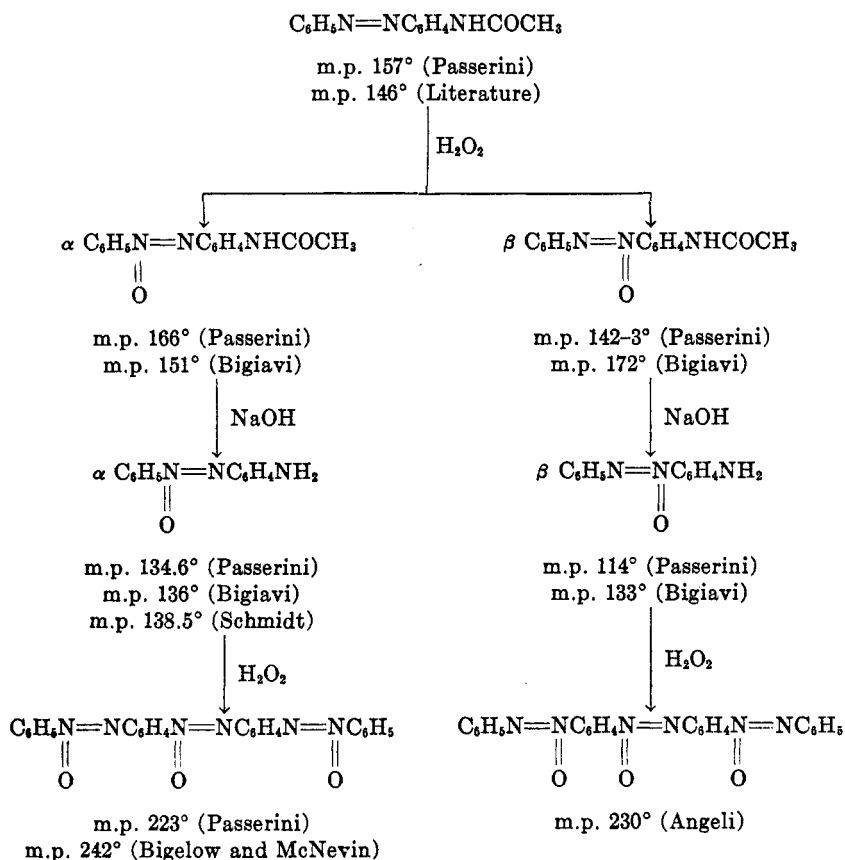 C₆H₅N=NC₆H₄NHCOCH₃
m.p. 157° (Passerini)
m.p. 146° (Literature)
H₂O₂
α C₆H₅N=NC₆H₄NHCOCH₃
O
m.p. 166° (Passerini)
m.p. 151° (Bigiavi)
NaOH
α C₆H₅N=NC₆H₄NH₂
O
m.p. 134.6° (Passerini)
m.p. 136° (Bigiavi)
m.p. 138.5° (Schmidt)
H₂O₂
C₆H₅N=NC₆H₄N=NC₆H₄N=NC₆H₅
O O O
m.p. 223° (Passerini)
m.p. 242° (Bigelow and McNevin)
β C₆H₅N=NC₆H₄NHCOCH₃
O
m.p. 142–3° (Passerini)
m.p. 172° (Bigiavi)
NaOH
β C₆H₅N=NC₆H₄NH₂
O
m.p. 114° (Passerini)
m.p. 133° (Bigiavi)
H₂O₂
C₆H₅N=NC₆H₄N=NC₆H₄N=NC₆H₅
O O O
m.p. 230° (Angeli)